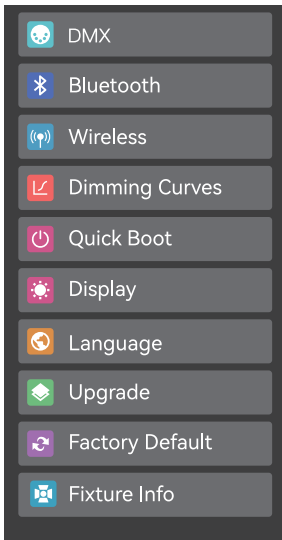 DMX
Bluetooth
Wireless
Dimming Curves
Quick Boot
Display
Language
Upgrade
Factory Default
Fixture Info